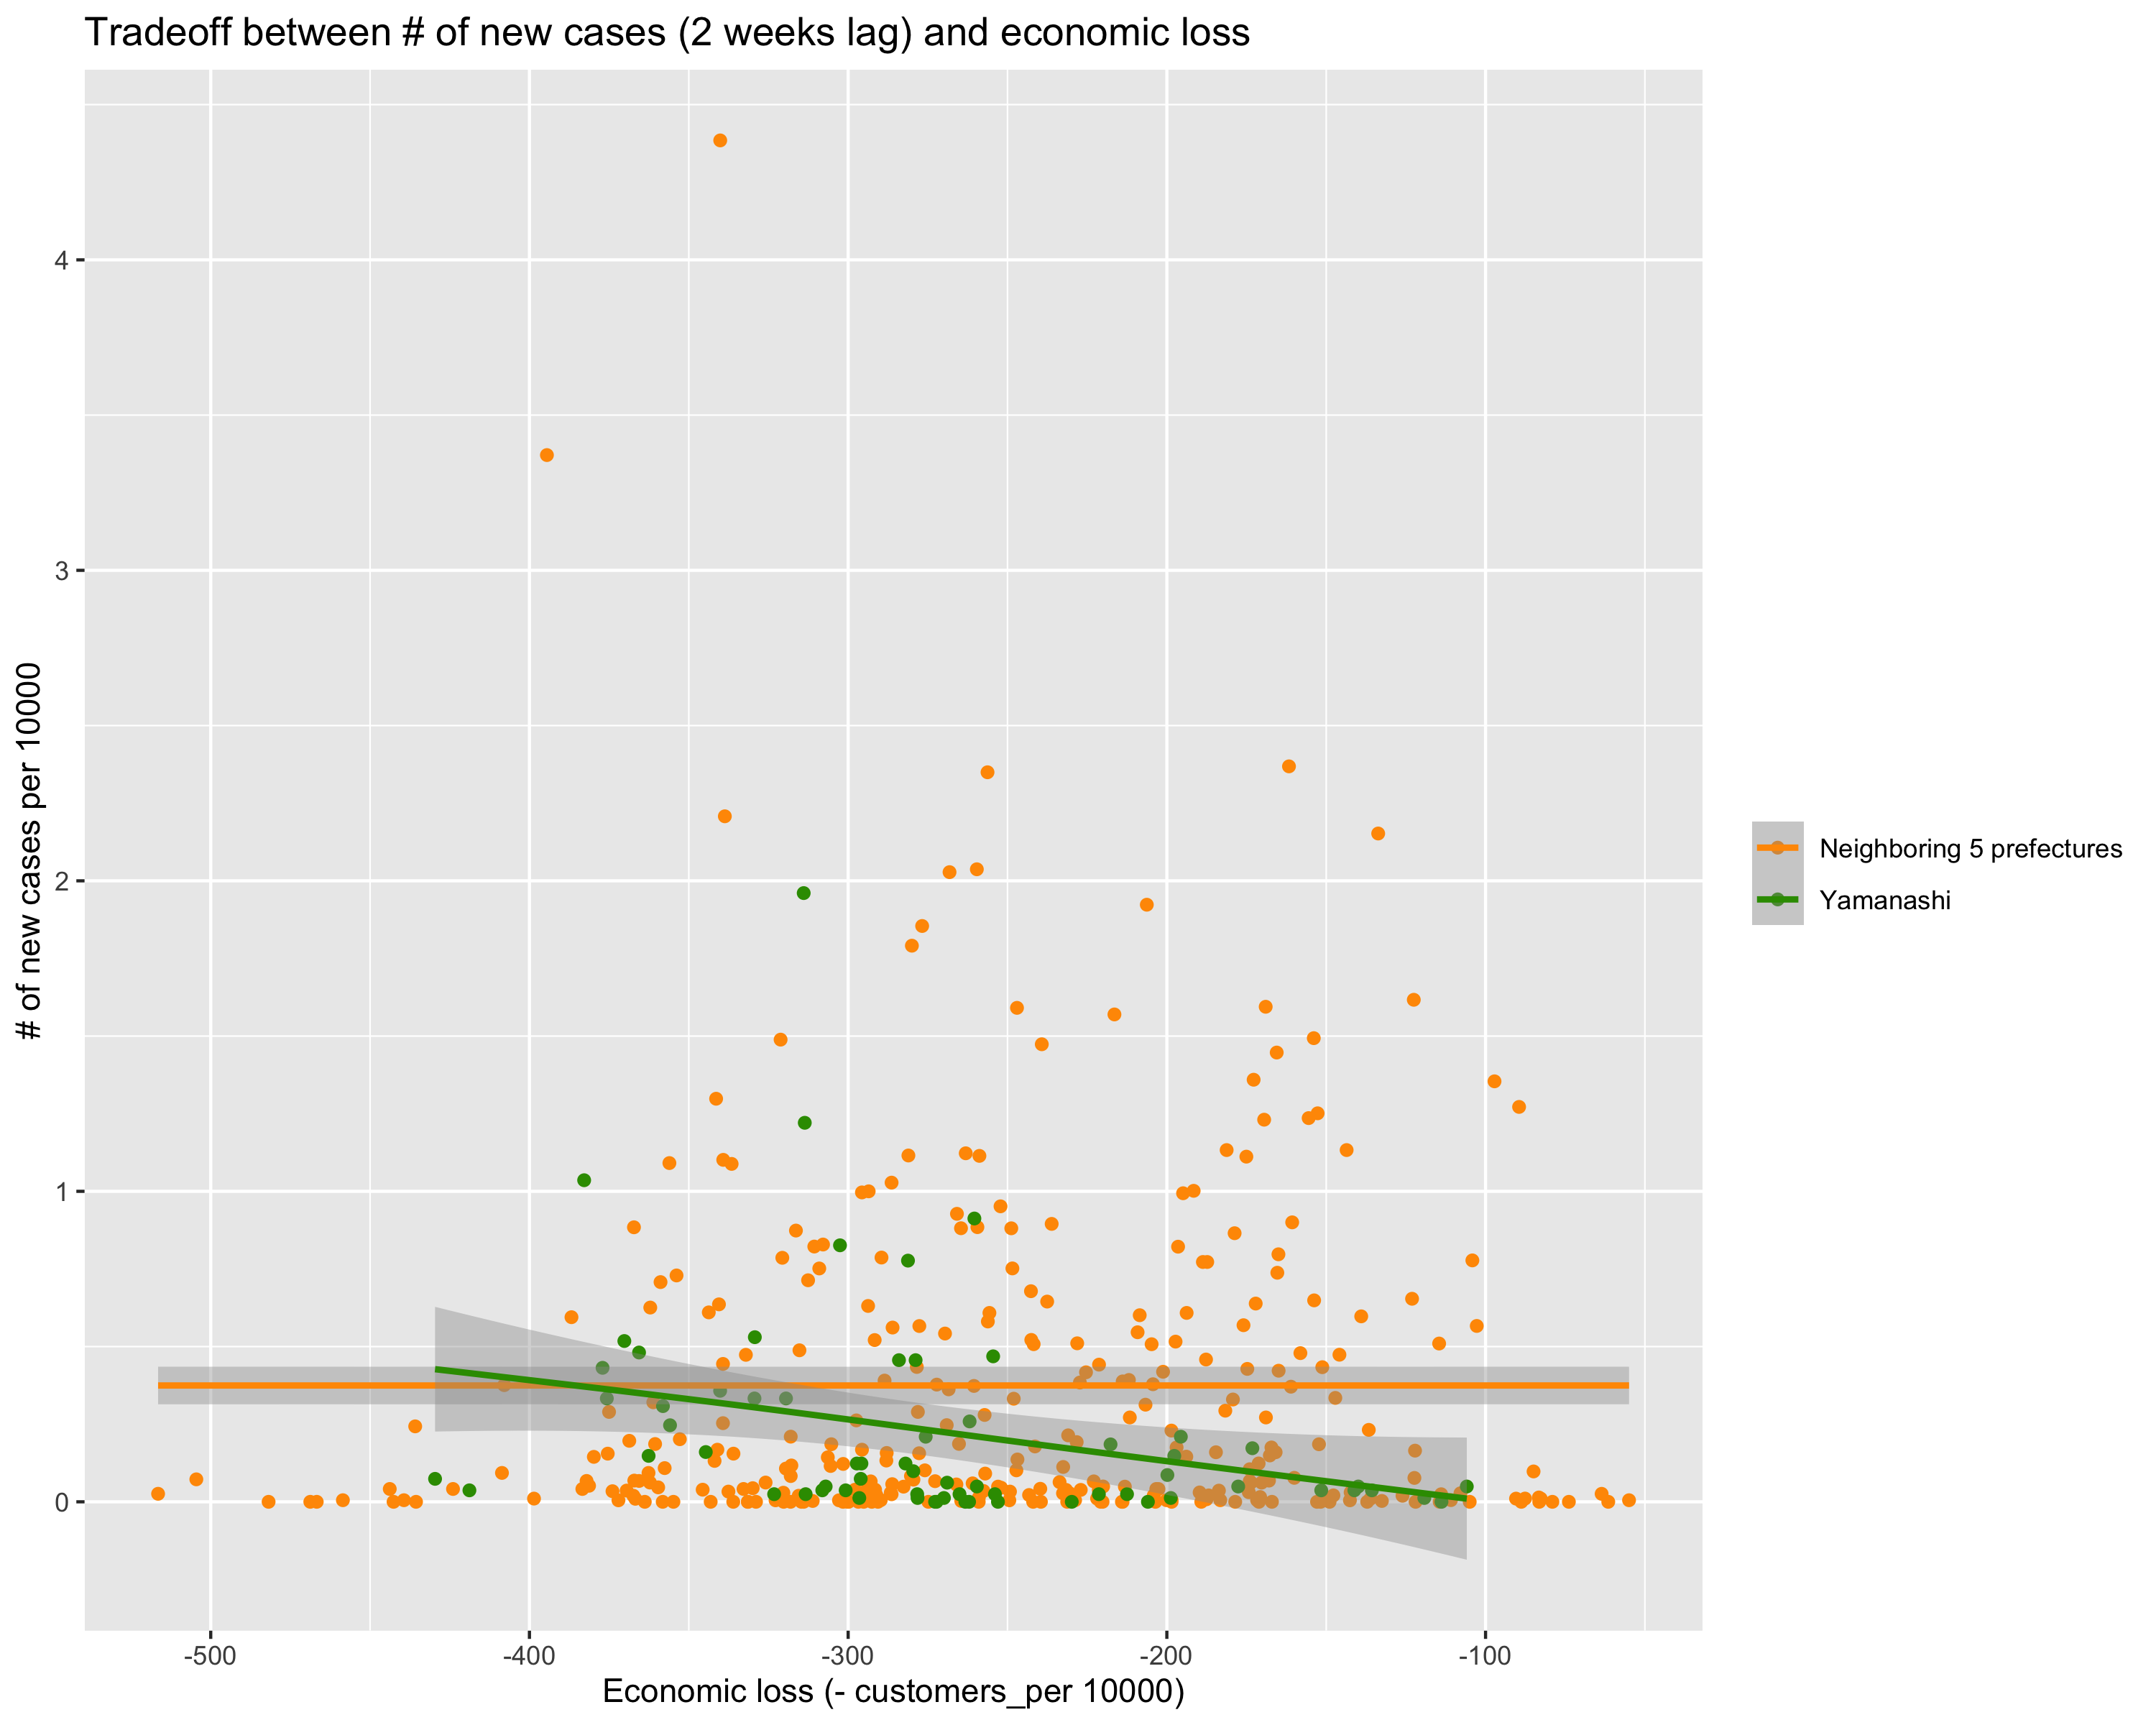 Tradeoff between # of new cases (2 weeks lag) and economic loss
# of new cases per 10000
4
3
2
1
0
-500 -400 -300 -200 -100
Economic loss (- customers_per 10000)
Neighboring 5 prefectures
Yamanashi